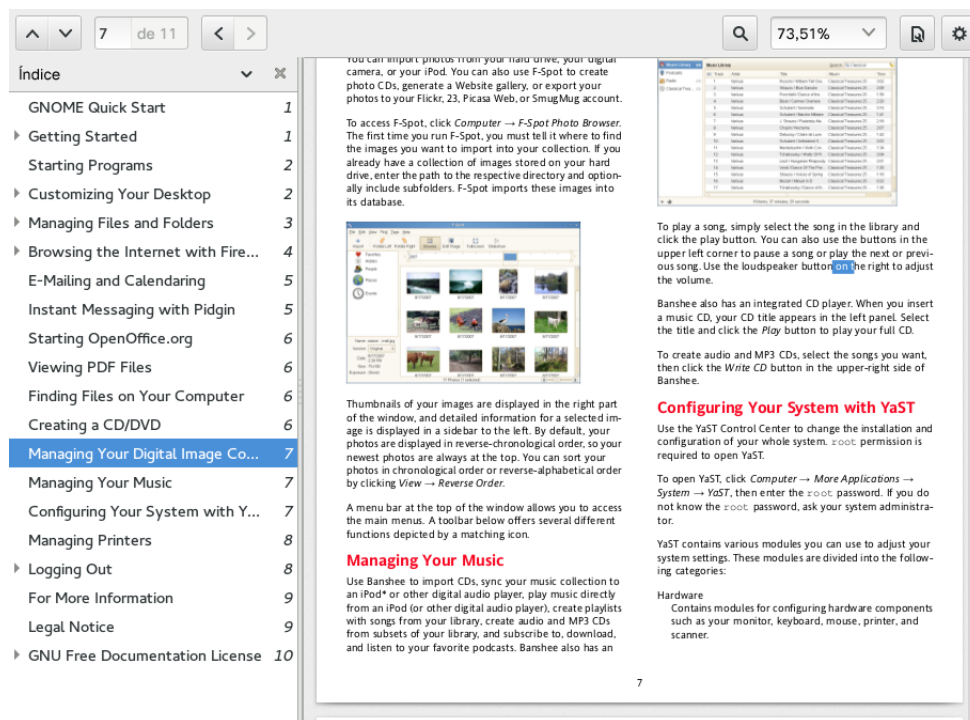 7
de 11
73,51%
Índice
GNOME Quick Start 1
Getting Started 1
Starting Programs 2
Customizing Your Desktop 2
Managing Files and Folders 3
Browsing the Internet with Fire... 4
E-Mailing and Calendaring 5
Instant Messaging with Pidgin 5
Starting OpenOffice.org 6
Viewing PDF Files 6
Finding Files on Your Computer 6
Creating a CD/DVD 6
Managing Your Digital Image Co... 7
Managing Your Music 7
Configuring Your System with Y... 7
Managing Printers 8
Logging Out 8
For More Information 9
Legal Notice 9
GNU Free Documentation License 10
You can import photos from your hard drive, your digital
camera, or your iPod. You can also use F-Spot to create
photo CDs, generate a Website gallery, or export your
photos to your Flickr, 23, Picasa Web, or SmugMug account.
To access F-Spot, click Computer → F-Spot Photo Browser.
The first time you run F-Spot, you must tell it where to find
the images you want to import into your collection. If you
already have a collection of images stored on your hard
drive, enter the path to the respective directory and option-
ally include subfolders. F-Spot imports these images into
its database.
Thumbnails of your images are displayed in the right part
of the window, and detailed information for a selected im-
age is displayed in a sidebar to the left. By default, your
photos are displayed in reverse-chronological order, so your
newest photos are always at the top. You can sort your
photos in chronological order or reverse-alphabetical order
by clicking View → Reverse Order.
A menu bar at the top of the window allows you to access
the main menus. A toolbar below offers several different
functions depicted by a matching icon.
Managing Your Music
Use Banshee to import CDs, sync your music collection to
an iPod* or other digital audio player, play music directly
from an iPod (or other digital audio player), create playlists
with songs from your library, create audio and MP3 CDs
from subsets of your library, and subscribe to, download,
and listen to your favorite podcasts. Banshee also has an
To play a song, simply select the song in the library and
click the play button. You can also use the buttons in the
upper left corner to pause a song or play the next or previ-
ous song. Use the loudspeaker button on the right to adjust
the volume.
Banshee also has an integrated CD player. When you insert
a music CD, your CD title appears in the left panel. Select
the title and click the Play button to play your full CD.
To create audio and MP3 CDs, select the songs you want,
then click the Write CD button in the upper-right side of
Banshee.
Configuring Your System with YaST
Use the YaST Control Center to change the installation and
configuration of your whole system. root permission is
required to open YaST.
To open YaST, click Computer → More Applications →
System → YaST, then enter the root password. If you do
not know the root password, ask your system administra-
tor.
YaST contains various modules you can use to adjust your
system settings. These modules are divided into the follow-
ing categories:
Hardware
Contains modules for configuring hardware components
such as your monitor, keyboard, mouse, printer, and
scanner.
7